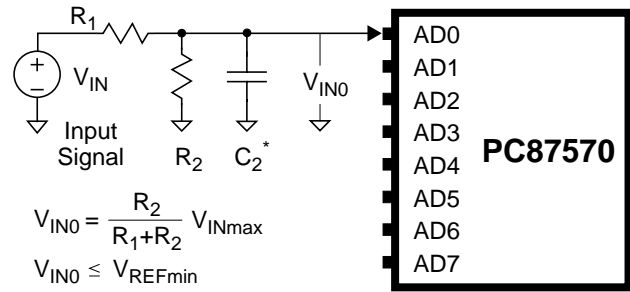 R1
AD0
AD1
VIN
VIN0
AD2
Input
Signal
R2
C2*
AD3
AD4
PC87570
AD5
AD6
AD7
VIN0 = R2 / R1+R2 VINmax
VIN0 ≤ VREFmin